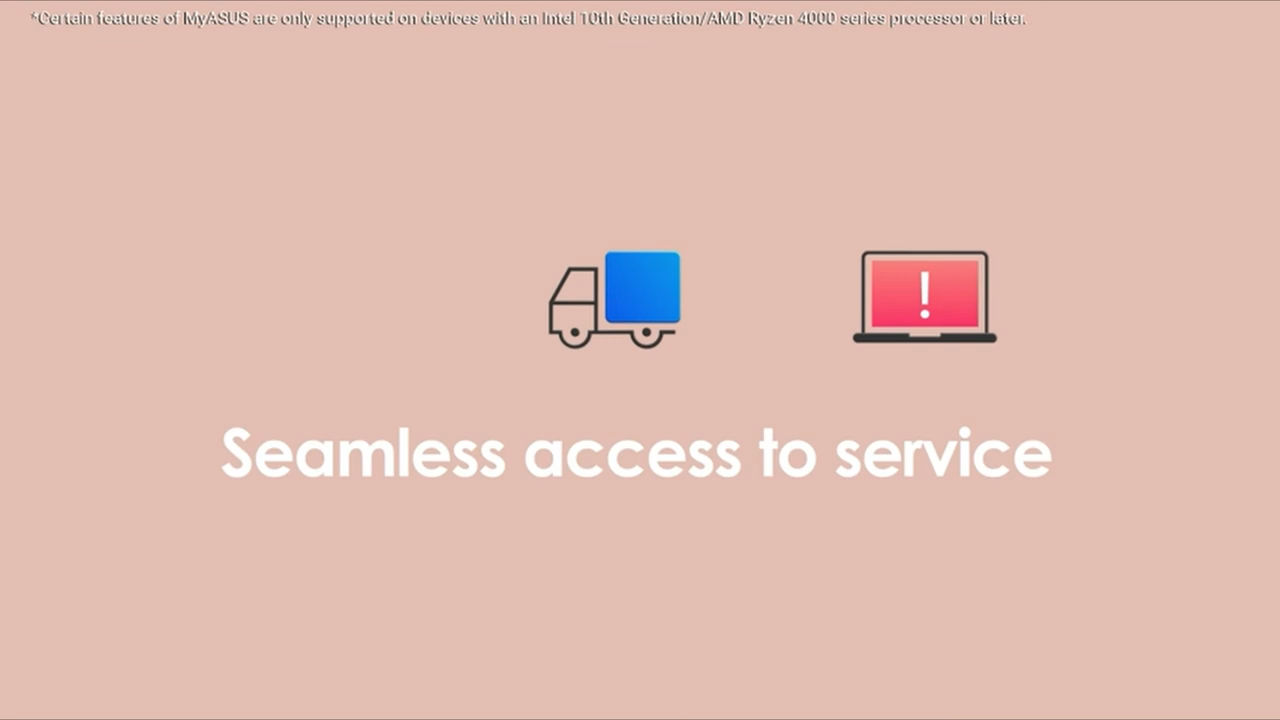 *Certain features of MyASUS are only supported on devices with an Intel 10th Generation/AMD Ryzen 4000 series processor or later.
!
Seamless access to service